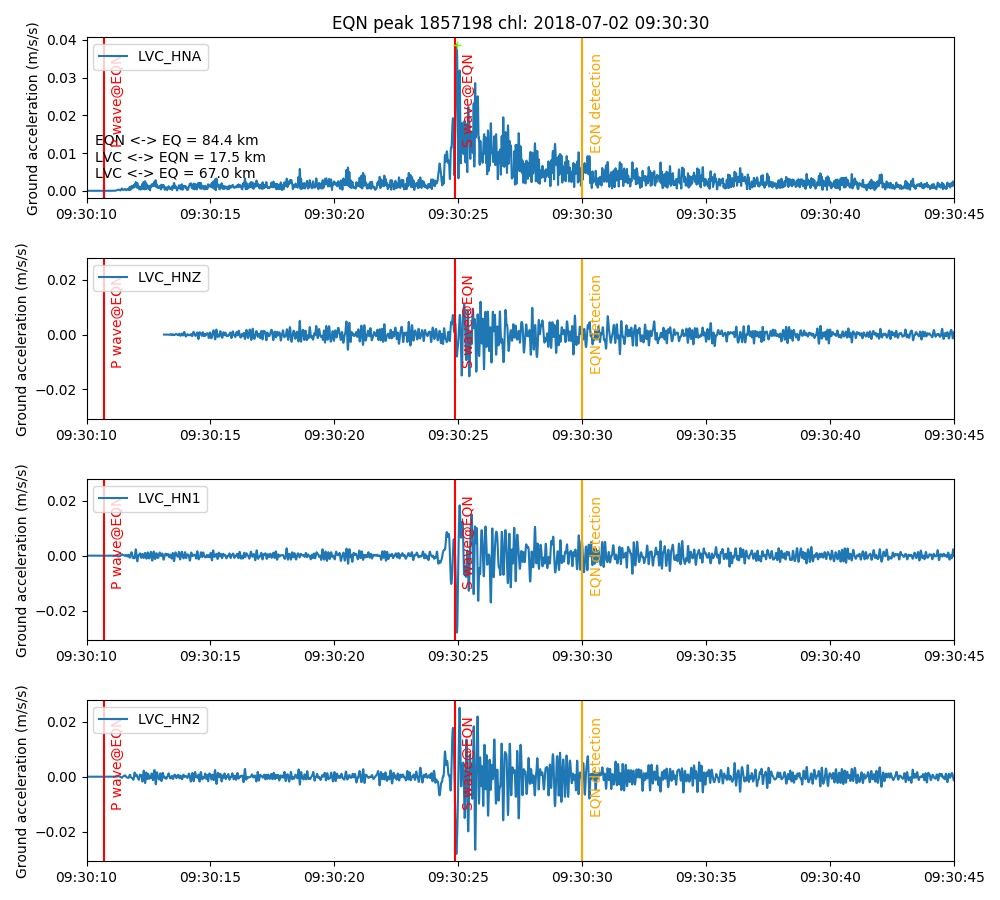 EQN peak 1857198 chl: 2018-07-02 09:30:30
Ground acceleration (m/s/s)
0.04
0.03
0.02
0.01
0.00
LVC_HNA
P wave@EQN
S wave@EQN
EQN detection
EQN <-> EQ = 84.4 km
LVC <-> EQN = 17.5 km
LVC <-> EQ = 67.0 km
09:30:10 09:30:15 09:30:20 09:30:25 09:30:30 09:30:35 09:30:40 09:30:45
Ground acceleration (m/s/s)
0.02
0.00
−0.02
LVC_HNZ
P wave@EQN
S wave@EQN
EQN detection
09:30:10 09:30:15 09:30:20 09:30:25 09:30:30 09:30:35 09:30:40 09:30:45
Ground acceleration (m/s/s)
0.02
0.00
−0.02
LVC_HN1
P wave@EQN
S wave@EQN
EQN detection
09:30:10 09:30:15 09:30:20 09:30:25 09:30:30 09:30:35 09:30:40 09:30:45
Ground acceleration (m/s/s)
0.02
0.00
−0.02
LVC_HN2
P wave@EQN
S wave@EQN
EQN detection
09:30:10 09:30:15 09:30:20 09:30:25 09:30:30 09:30:35 09:30:40 09:30:45